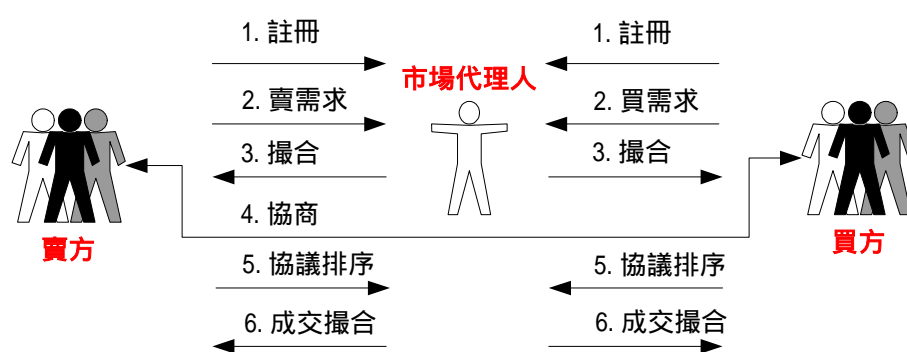 1. 註冊
1. 註冊
市場代理人
2. 賣需求
2. 買需求
3. 撮合
3. 撮合
4. 協商
賣方
買方
5. 協議排序
5. 協議排序
6. 成交撮合
6. 成交撮合